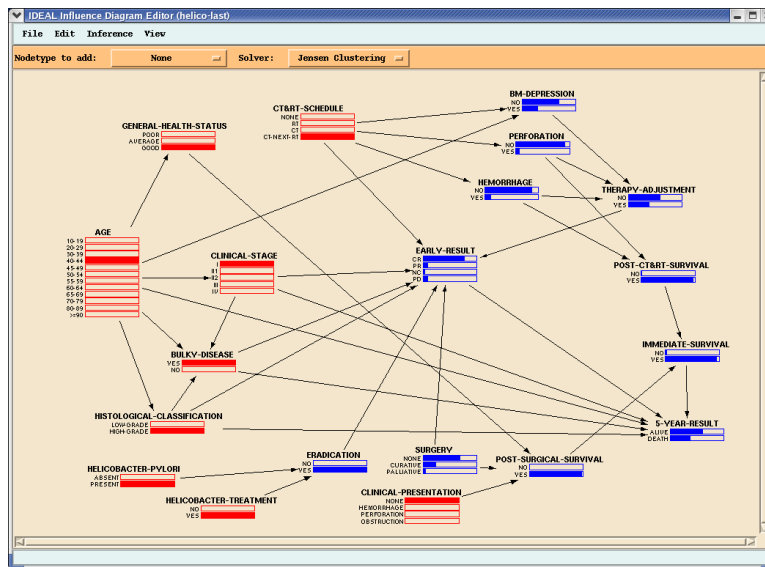 IDEAL Influence Diagram Editor (helico-last)
File Edit Inference View
Nodetype to add: None Solver: Jensen Clustering
BM-DEPRESSION
NO
YES
CT&RT-SCHEDULE
NONE
RT
CT
CT-NEXT-RT
GENERAL-HEALTH-STATUS
POOR
AVERAGE
GOOD
PERFORATION
NO
YES
HEMORRHAGE
NO
YES
THERAPY-ADJUSTMENT
NO
YES
AGE
10-19
20-29
30-39
40-44
45-49
50-54
55-59
60-64
65-69
70-79
80-89
>=90
CLINICAL-STAGE
I
II1
II2
III
IV
EARLY-RESULT
CR
PR
NC
PD
POST-CT&RT-SURVIVAL
NO
YES
IMMEDIATE-SURVIVAL
NO
YES
BULKY-DISEASE
YES
NO
HISTOLOGICAL-CLASSIFICATION
LOW-GRADE
HIGH-GRADE
5-YEAR-RESULT
ALIVE
DEATH
ERADICATION
NO
YES
SURGERY
NONE
CURATIVE
PALLIATIVE
POST-SURGICAL-SURVIVAL
NO
YES
HELICOBACTER-PYLORI
ABSENT
PRESENT
HELICOBACTER-TREATMENT
NO
YES
CLINICAL-PRESENTATION
NONE
HEMORRHAGE
PERFORATION
OBSTRUCTION